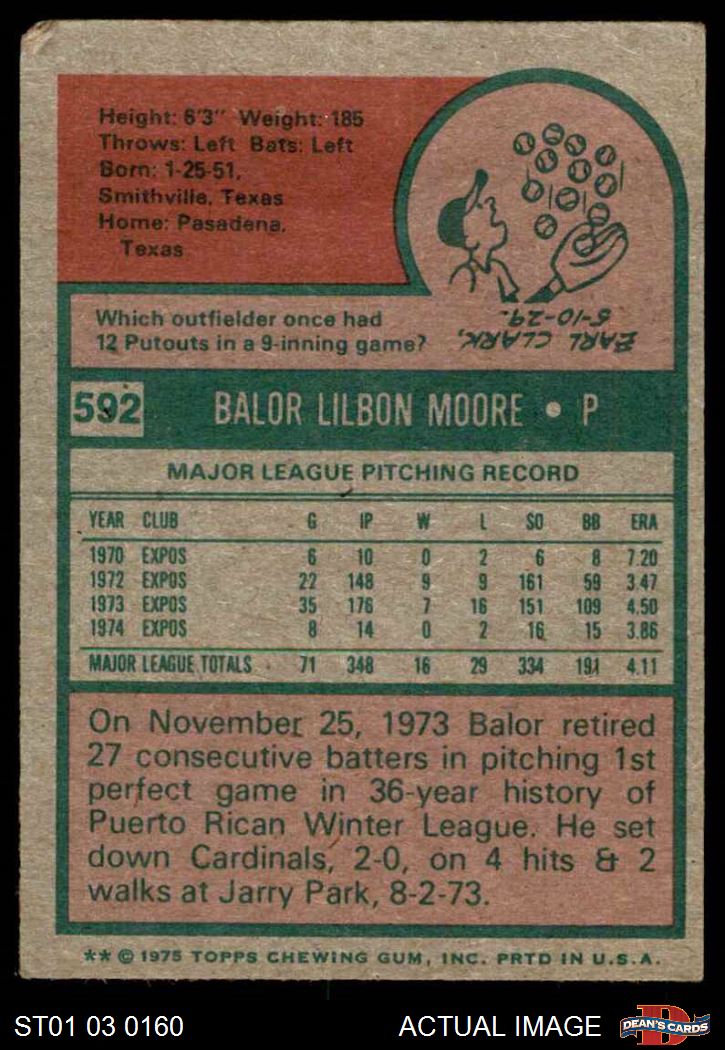 Height: 6'3" Weight: 185
Throws: Left Bats: Left
Born: 1-25-51,
Smithville, Texas
Home: Pasadena,
Texas
Which outfielder once had
12 Putouts in a 9-inning game?
EARL CLARK,
5-10-29.
592 BALOR LILBON MOORE • P
MAJOR LEAGUE PITCHING RECORD
YEAR CLUB G IP W L SO BB ERA
1970 EXPOS 6 10 0 2 6 8 7.20
1972 EXPOS 22 148 9 9 161 59 3.47
1973 EXPOS 35 176 7 16 151 109 4.50
1974 EXPOS 8 14 0 2 16 15 3.86
MAJOR LEAGUE TOTALS 71 348 16 29 334 191 4.11
On November 25, 1973 Balor retired
27 consecutive batters in pitching 1st
perfect game in 36-year history of
Puerto Rican Winter League. He set
down Cardinals, 2-0, on 4 hits & 2
walks at Jarry Park, 8-2-73.
** © 1975 TOPPS CHEWING GUM, INC. PRTD IN U.S.A.
ST01 03 0160 ACTUAL IMAGE D DEAN'S CARDS